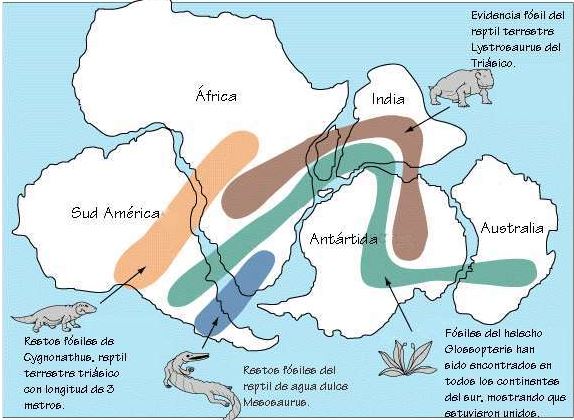 Evidencia fósil del
reptil terrestre
Lystrosaurus del
Triásico.
África
India
Sud América
Antártida
Australia
Restos fósiles de
Cygnonathus, reptil
terrestre triásico
con longitud de 3
metros.
Restos fósiles del
reptil de agua dulce
Mesosaurus.
Fósiles del helecho
Glossopteris han
sido encontrados en
todos los continentes
del sur, mostrando que
estuvieron unidos.